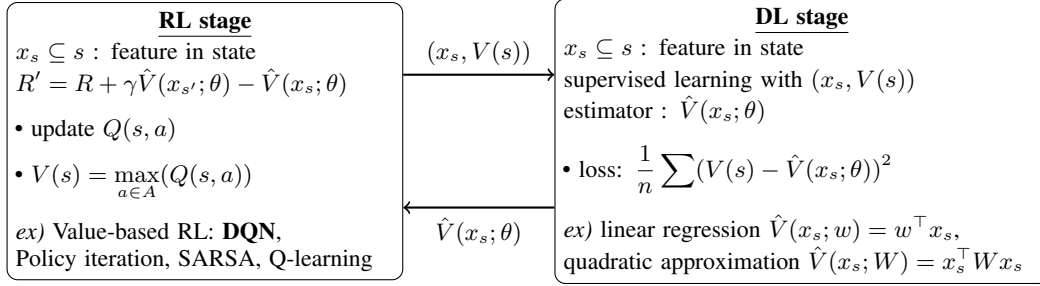 RL stage
x_s ⊆ s : feature in state
R′ = R + γV̂(x_{s′}; θ) − V̂(x_s; θ)
• update Q(s, a)
• V(s) = max_{a∈A}(Q(s, a))
ex) Value-based RL: DQN,
Policy iteration, SARSA, Q-learning
(x_s, V(s))
V̂(x_s; θ)
DL stage
x_s ⊆ s : feature in state
supervised learning with (x_s, V(s))
estimator : V̂(x_s; θ)
• loss: 1/n ∑(V(s) − V̂(x_s; θ))²
ex) linear regression V̂(x_s; w) = w^⊤ x_s,
quadratic approximation V̂(x_s; W) = x_s^⊤ W x_s